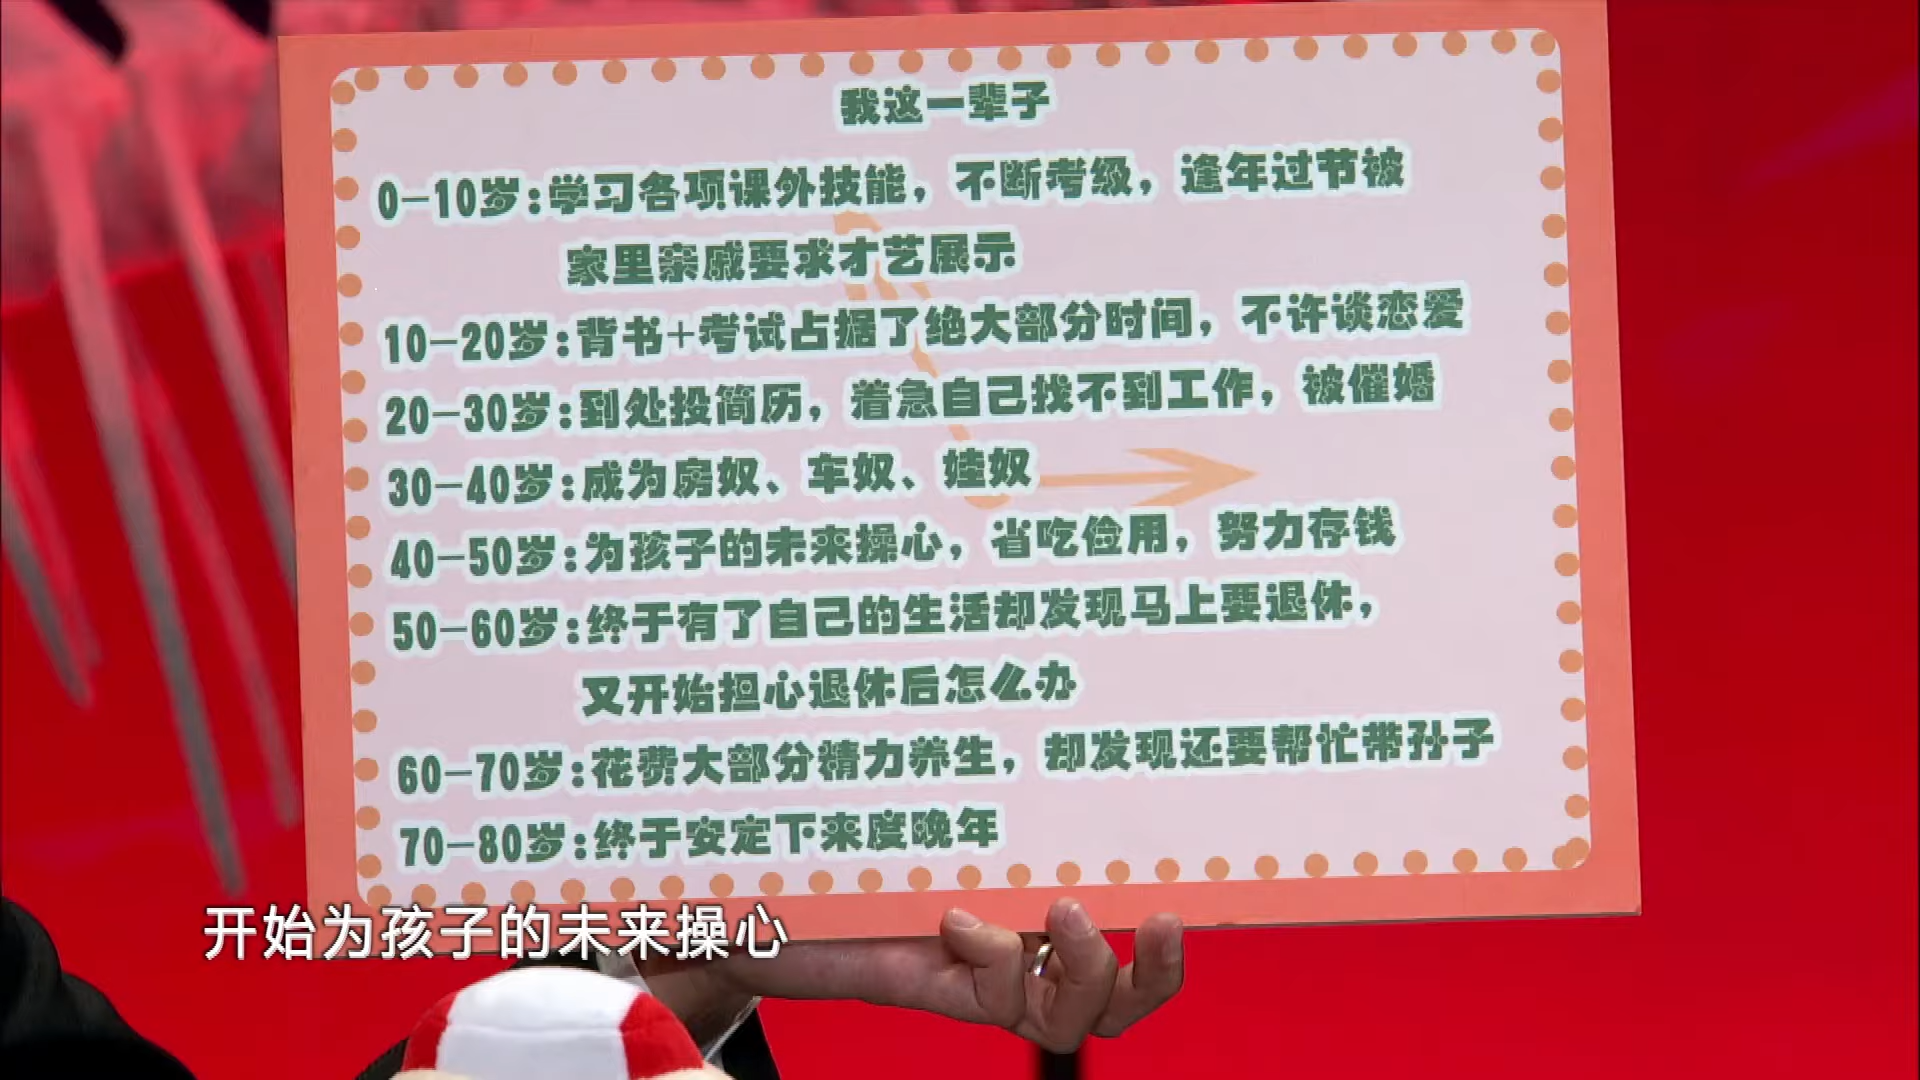 我这一辈子
0-10岁:学习各项课外技能，不断考级，逢年过节被
家里亲戚要求才艺展示
10-20岁:背书+考试占据了绝大部分时间，不许谈恋爱
20-30岁:到处投简历，着急自己找不到工作，被催婚
30-40岁:成为房奴、车奴、娃奴
40-50岁:为孩子的未来操心，省吃俭用，努力存钱
50-60岁:终于有了自己的生活却发现马上要退休，
又开始担心退休后怎么办
60-70岁:花费大部分精力养生，却发现还要帮忙带孙子
70-80岁:终于安定下来度晚年
开始为孩子的未来操心